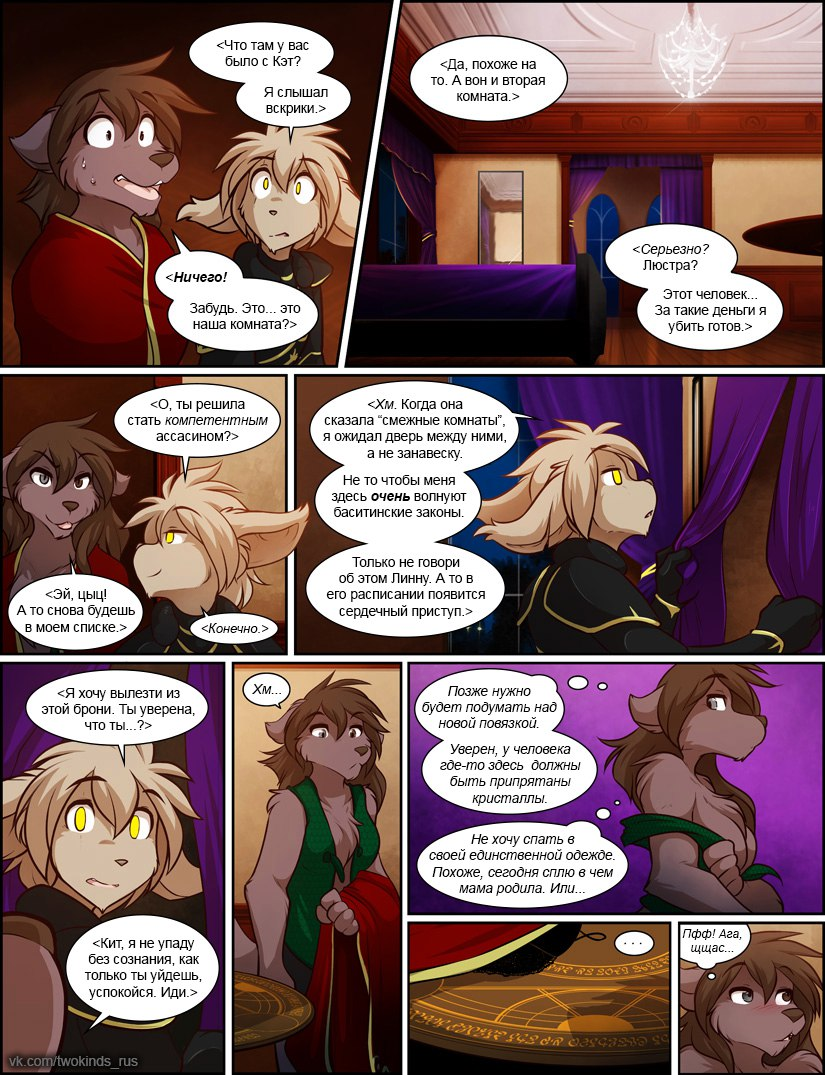 <Что там у вас
было с Кэт?
Я слышал
вскрики.>
<Ничего!
Забудь. Это... это
наша комната?>
<Да, похоже на
то. А вон и вторая
комната.>
<Серьезно?
Люстра?
Этот человек...
За такие деньги я
убить готов.>
<О, ты решила
стать компетентным
ассасином?>
<Эй, цыц!
А то снова будешь
в моем списке.>
<Конечно.>
<Хм. Когда она
сказала “смежные комнаты”,
я ожидал дверь между ними,
а не занавеску.
Не то чтобы меня
здесь очень волнуют
баситинские законы.
Только не говори
об этом Линну. А то в
его расписании появится
сердечный приступ.>
<Я хочу вылезти из
этой брони. Ты уверена,
что ты...?>
<Кит, я не упаду
без сознания, как
только ты уйдешь,
успокойся. Иди.>
Хм...
Позже нужно
будет подумать над
новой повязкой.
Уверен, у человека
где-то здесь должны
быть припрятаны
кристаллы.
Не хочу спать в
своей единственной одежде.
Похоже, сегодня сплю в чем
мама родила. Или...
. . .
Пфф! Ага,
щщас...
vk.com/twokinds_rus